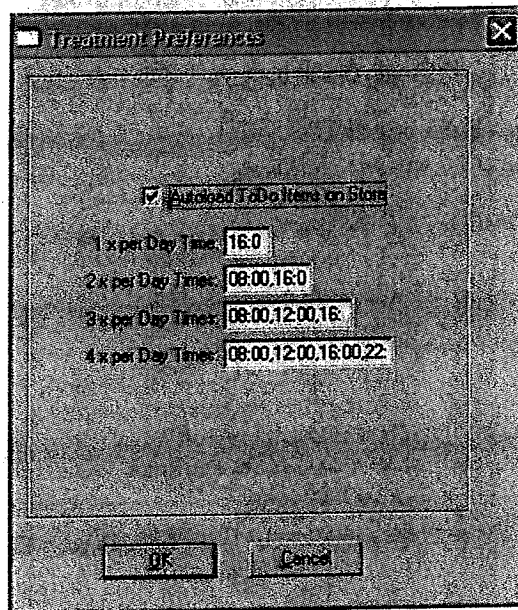 Treatment Preferences
Autoload ToDo Items on Store
1 x per Day Time: 16:0
2 x per Day Times: 08:00,16:0
3 x per Day Times: 08:00,12:00,16:
4 x per Day Times: 08:00,12:00,16:00,22:
OK Cancel